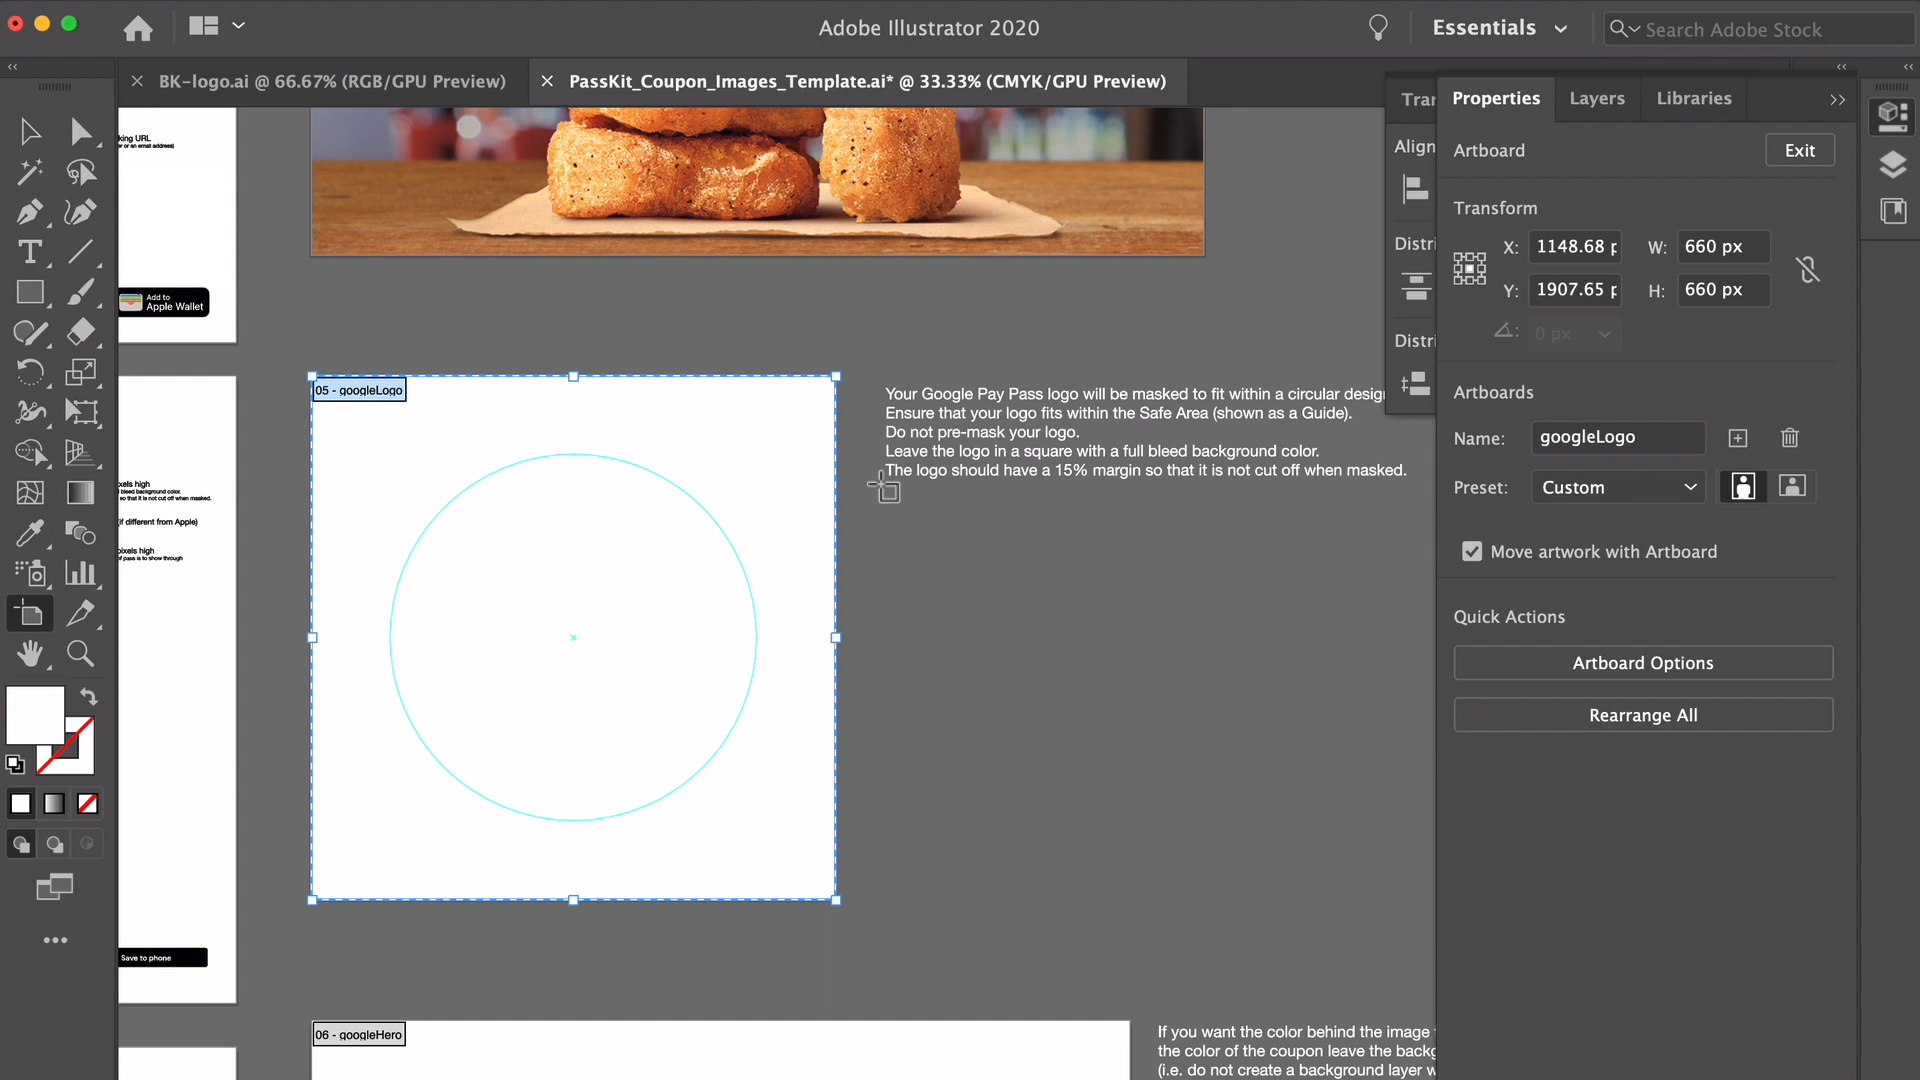 Adobe Illustrator 2020
Essentials
Search Adobe Stock
BK-logo.ai @ 66.67% (RGB/GPU Preview)
PassKit_Coupon_Images_Template.ai* @ 33.33% (CMYK/GPU Preview)
king URL
or an email address)
Add to
Apple Wallet
xels high
l bleed background color.
so that it is not cut off when masked.
(if different from Apple)
pixels high
of pass is to show through
Save to phone
05 - googleLogo
Your Google Pay Pass logo will be masked to fit within a circular desig
Ensure that your logo fits within the Safe Area (shown as a Guide).
Do not pre-mask your logo.
Leave the logo in a square with a full bleed background color.
The logo should have a 15% margin so that it is not cut off when masked.
06 - googleHero
If you want the color behind the image
the color of the coupon leave the backg
(i.e. do not create a background layer w
Tran
Align
Distri
Distri
Properties
Layers
Libraries
Artboard
Exit
Transform
X: 1148.68 p
W: 660 px
Y: 1907.65 p
H: 660 px
0 px
Artboards
Name: googleLogo
Preset: Custom
Move artwork with Artboard
Quick Actions
Artboard Options
Rearrange All